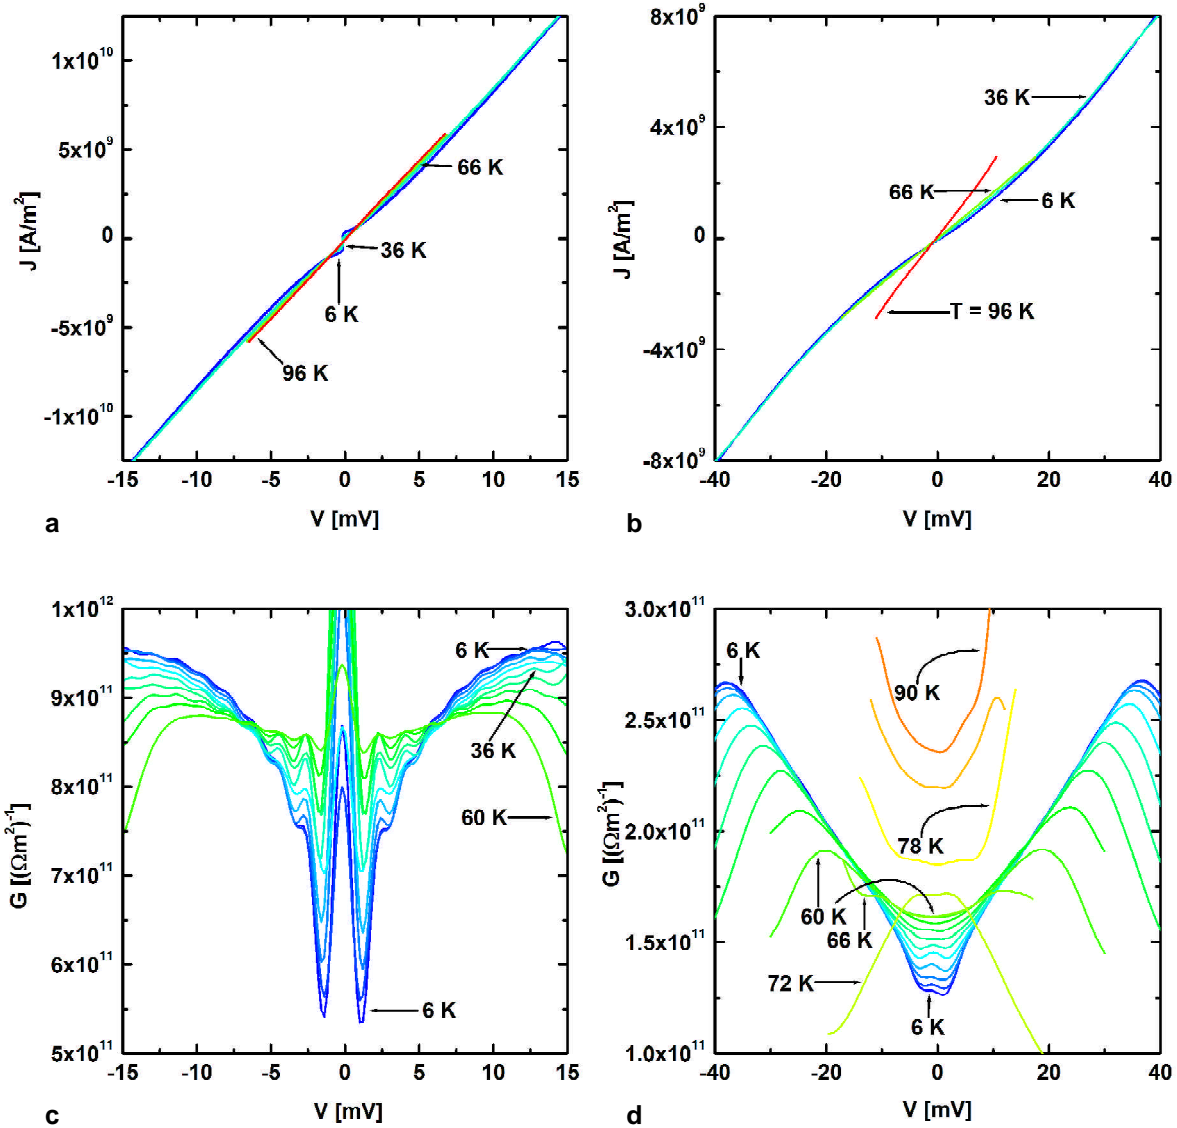 1x10^10
5x10^9
0
-5x10^9
-1x10^10
J [A/m^2]
66 K
36 K
6 K
96 K
-15 -10 -5 0 5 10 15
V [mV]
a
8x10^9
4x10^9
0
-4x10^9
-8x10^9
J [A/m^2]
36 K
66 K
6 K
T = 96 K
-40 -20 0 20 40
V [mV]
b
1x10^12
9x10^11
8x10^11
7x10^11
6x10^11
5x10^11
G [(Ωm^2)^-1]
6 K
36 K
60 K
6 K
-15 -10 -5 0 5 10 15
V [mV]
c
3.0x10^11
2.5x10^11
2.0x10^11
1.5x10^11
1.0x10^11
G [(Ωm^2)^-1]
6 K
90 K
78 K
60 K
66 K
72 K
6 K
-40 -20 0 20 40
V [mV]
d